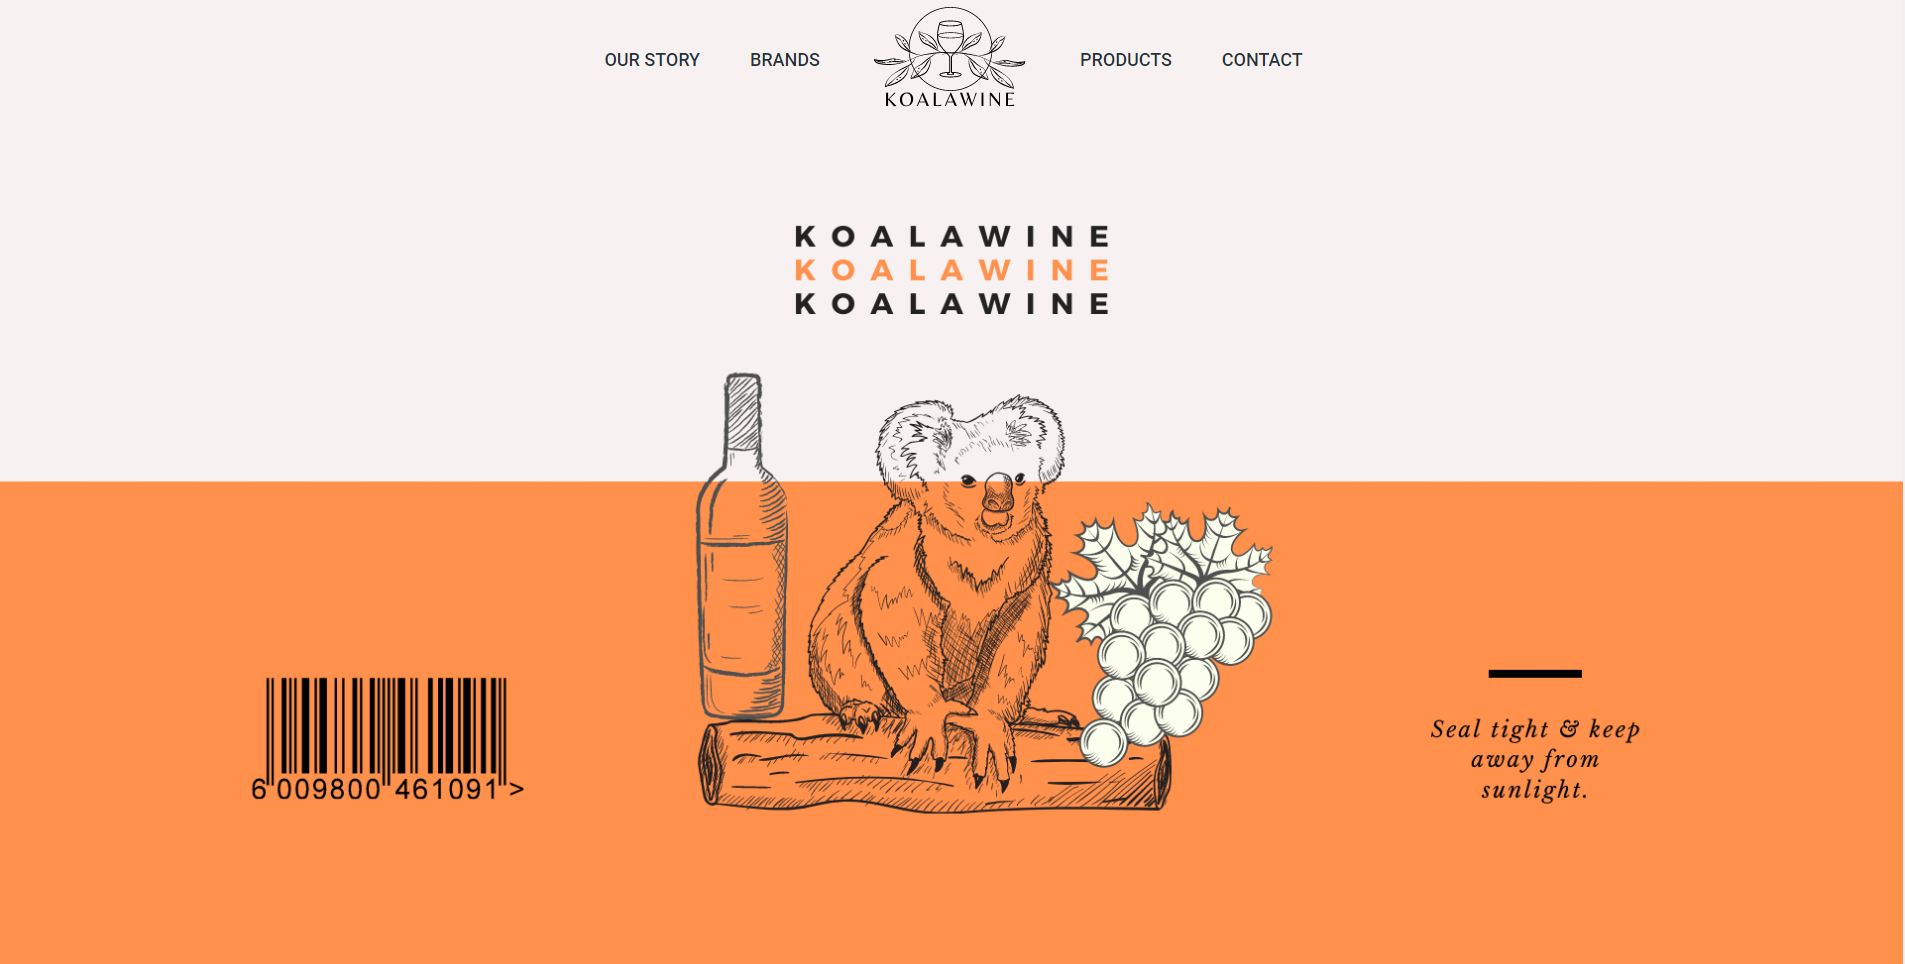 OUR STORY BRANDS KOALAWINE PRODUCTS CONTACT
KOALAWINE
KOALAWINE
KOALAWINE
6 009800 461091 >
Seal tight & keep
away from
sunlight.